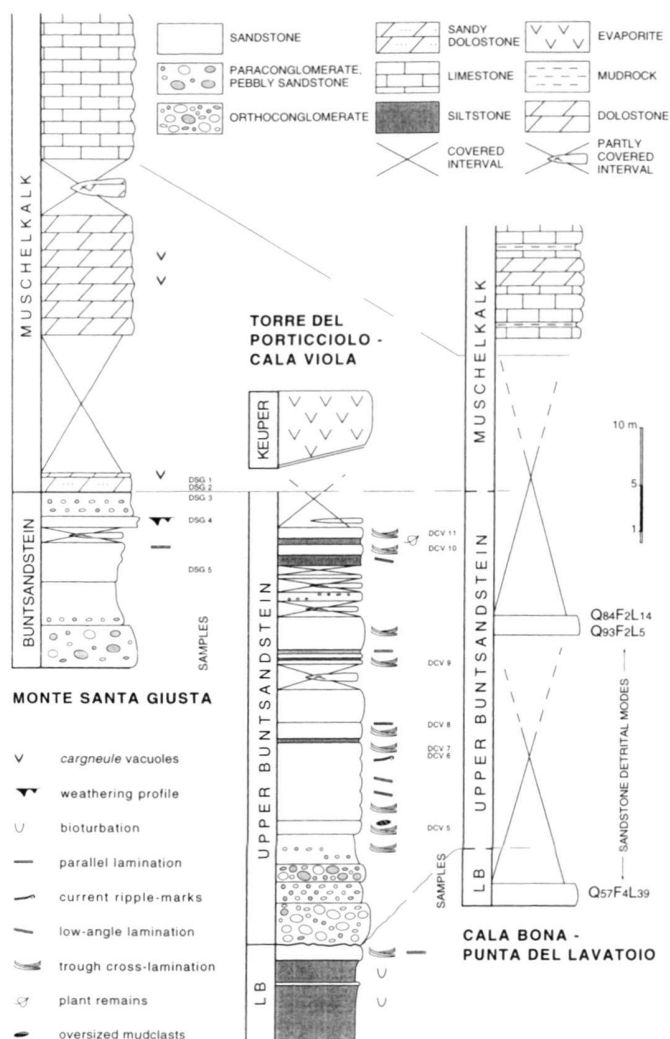 SANDSTONE
PARACONGLOMERATE,
PEBBLY SANDSTONE
ORTHOCONGLOMERATE
SANDY
DOLOSTONE
LIMESTONE
SILTSTONE
COVERED
INTERVAL
EVAPORITE
MUDROCK
DOLOSTONE
PARTLY
COVERED
INTERVAL
MUSCHELKALK
BUNTSANDSTEIN
DSG 1
DSG 2
DSG 3
DSG 4
DSG 5
SAMPLES
MONTE SANTA GIUSTA
cargneule vacuoles
weathering profile
bioturbation
parallel lamination
current ripple-marks
low-angle lamination
trough cross-lamination
plant remains
oversized mudclasts
TORRE DEL
PORTICCIOLO -
CALA VIOLA
KEUPER
UPPER BUNTSANDSTEIN
LB
DCV 11
DCV 10
DCV 9
DCV 8
DCV 7
DCV 6
DCV 5
SAMPLES
MUSCHELKALK
UPPER BUNTSANDSTEIN
LB
10 m
5
1
Q84F2L14
Q93F2L5
SANDSTONE DETRITAL MODES
Q57F4L39
CALA BONA -
PUNTA DEL LAVATOIO